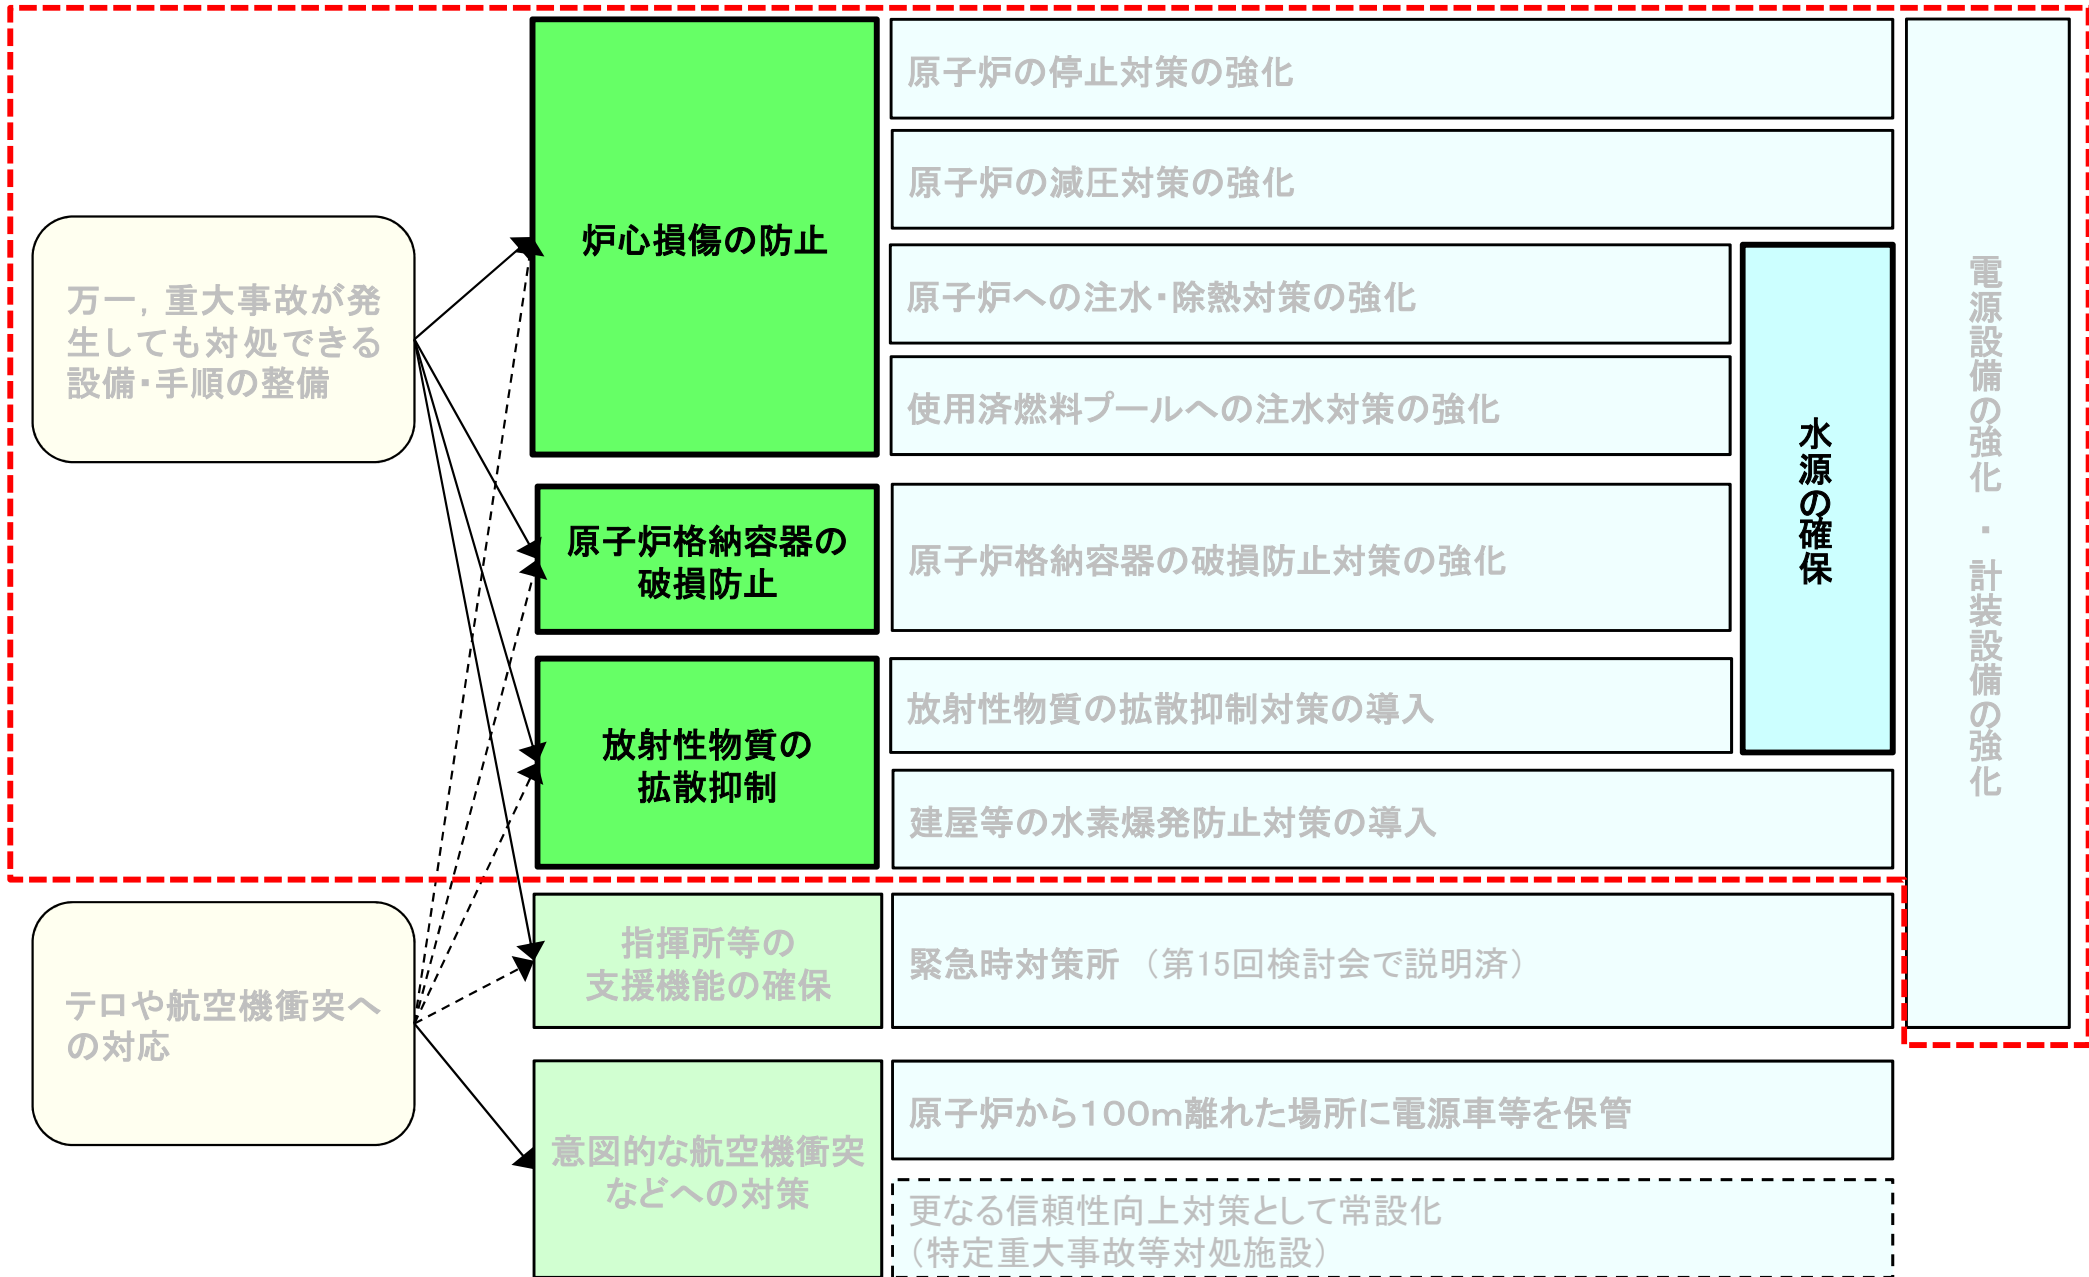 万一，重大事故が発
生しても対処できる
設備・手順の整備
テロや航空機衝突へ
の対応
炉心損傷の防止
原子炉格納容器の
破損防止
放射性物質の
拡散抑制
指揮所等の
支援機能の確保
意図的な航空機衝突
などへの対策
原子炉の停止対策の強化
原子炉の減圧対策の強化
原子炉への注水・除熱対策の強化
使用済燃料プールへの注水対策の強化
原子炉格納容器の破損防止対策の強化
放射性物質の拡散抑制対策の導入
建屋等の水素爆発防止対策の導入
緊急時対策所（第15回検討会で説明済）
原子炉から１００ｍ離れた場所に電源車等を保管
更なる信頼性向上対策として常設化
（特定重大事故等対処施設）
水源の確保
電源設備の強化・計装設備の強化